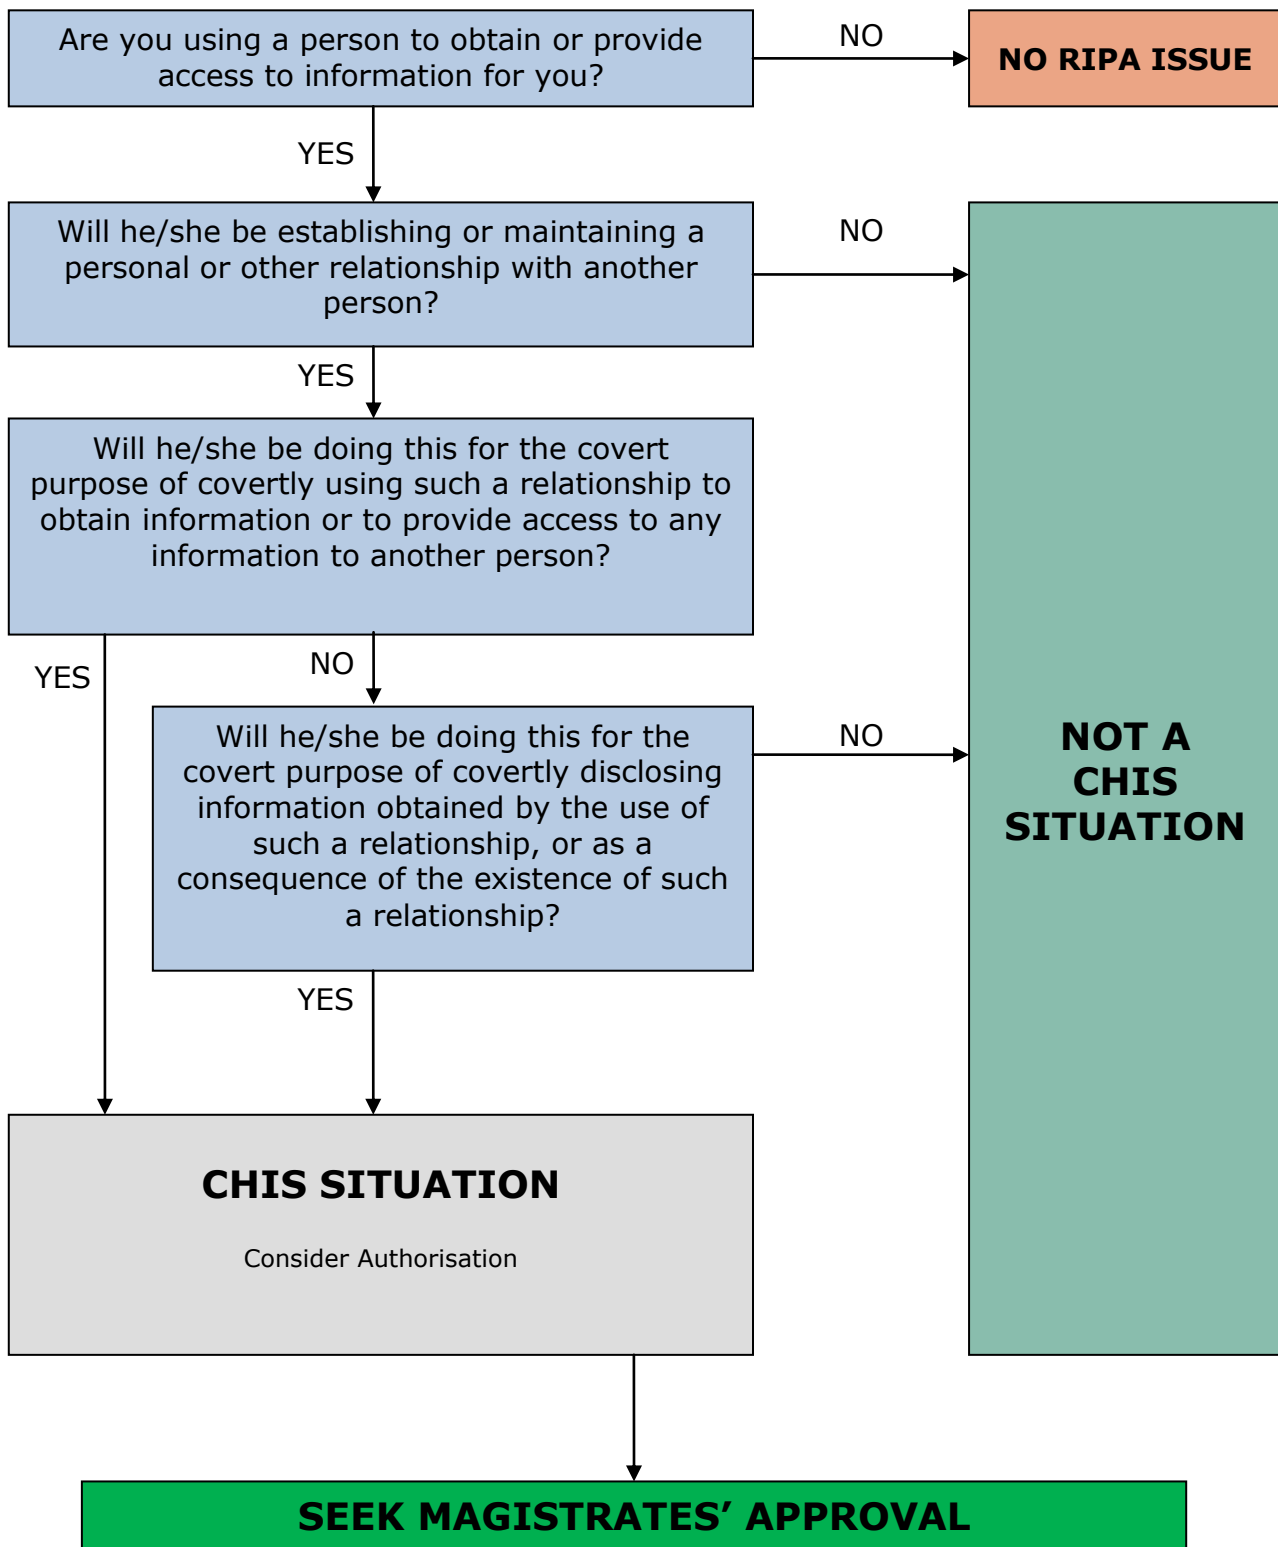 Are you using a person to obtain or provide
access to information for you?
NO
NO RIPA ISSUE
YES
Will he/she be establishing or maintaining a
personal or other relationship with another
person?
NO
YES
Will he/she be doing this for the covert
purpose of covertly using such a relationship to
obtain information or to provide access to any
information to another person?
YES
NO
Will he/she be doing this for the
covert purpose of covertly disclosing
information obtained by the use of
such a relationship, or as a
consequence of the existence of such
a relationship?
NO
NOT A
CHIS
SITUATION
YES
CHIS SITUATION
Consider Authorisation
SEEK MAGISTRATES’ APPROVAL